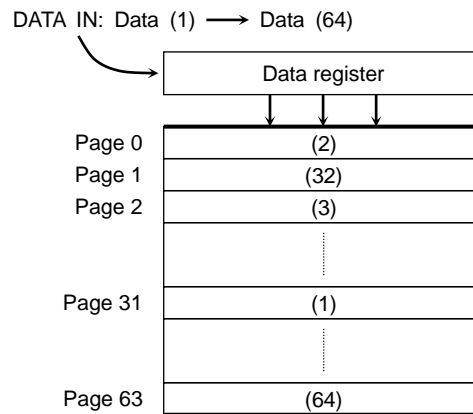 DATA IN: Data (1) → Data (64)
Data register
Page 0 (2)
Page 1 (32)
Page 2 (3)
Page 31 (1)
Page 63 (64)